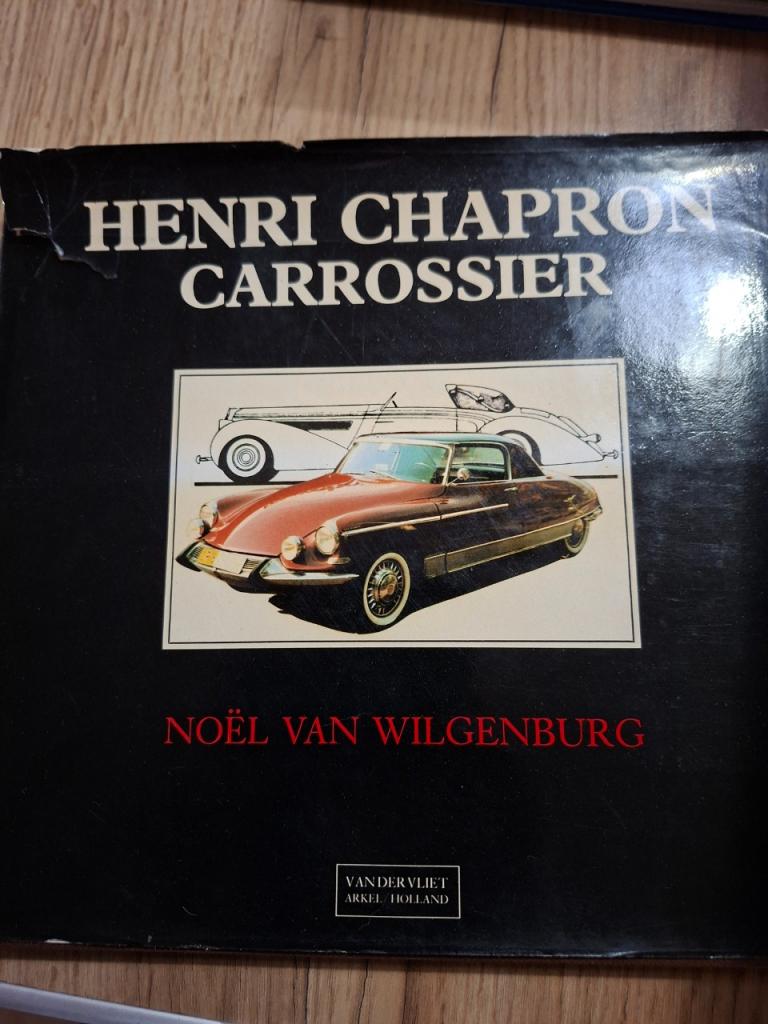 HENRI CHAPRON
CARROSSIER
NOËL VAN WILGENBURG
VAN DER VLIET
ARKEL/HOLLAND